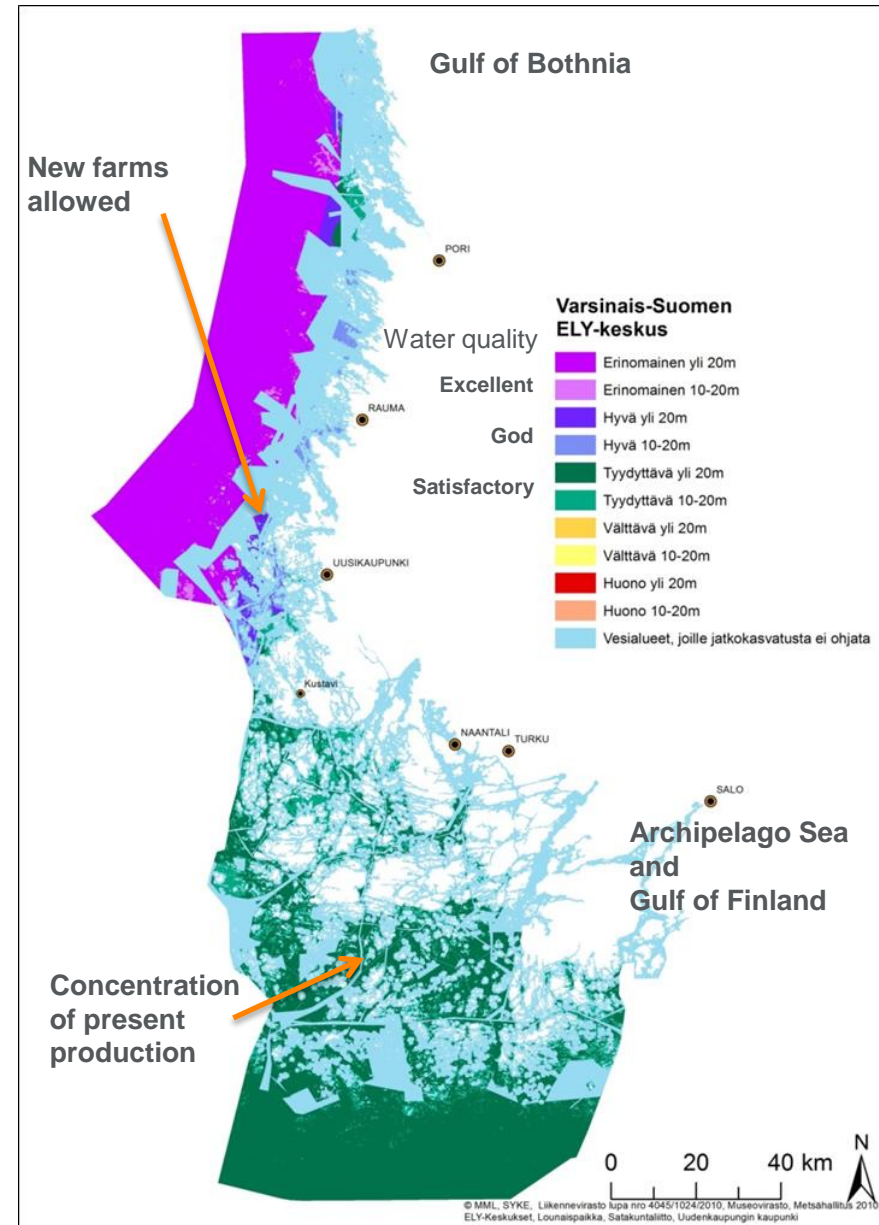 Gulf of Bothnia
New farms
allowed
PORI
Varsinais-Suomen
ELY-keskus
Water quality
Erinomainen yli 20m
Excellent
Erinomainen 10-20m
RAUMA
Hyvä yli 20m
God
Hyvä 10-20m
Satisfactory
Tyydyttävä yli 20m
Tyydyttävä 10-20m
Välttävä yli 20m
Välttävä 10-20m
Huono yli 20m
Huono 10-20m
Vesialueet, joille jatkokasvatusta ei ohjata
UUSIKAUPUNKI
Kustavi
NAANTALI
TURKU
SALO
Archipelago Sea
and
Gulf of Finland
Concentration
of present
production
N
0 20 40 km
© MML, SYKE, Liikennevirasto lupa nro 4045/1024/2010, Museovirasto, Metsähallitus 2010
ELY-Keskukset, Lounaispaikka, Satakuntaliitto, Uudenkaupungin kaupunki